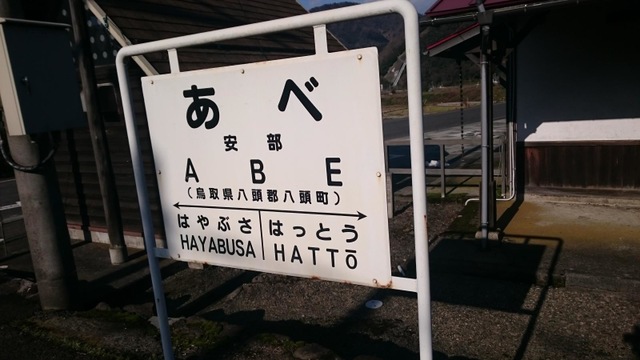 あべ
安部
ABE
(鳥取県八頭郡八頭町)
はやぶさ はっとう
HAYABUSA HATTŌ